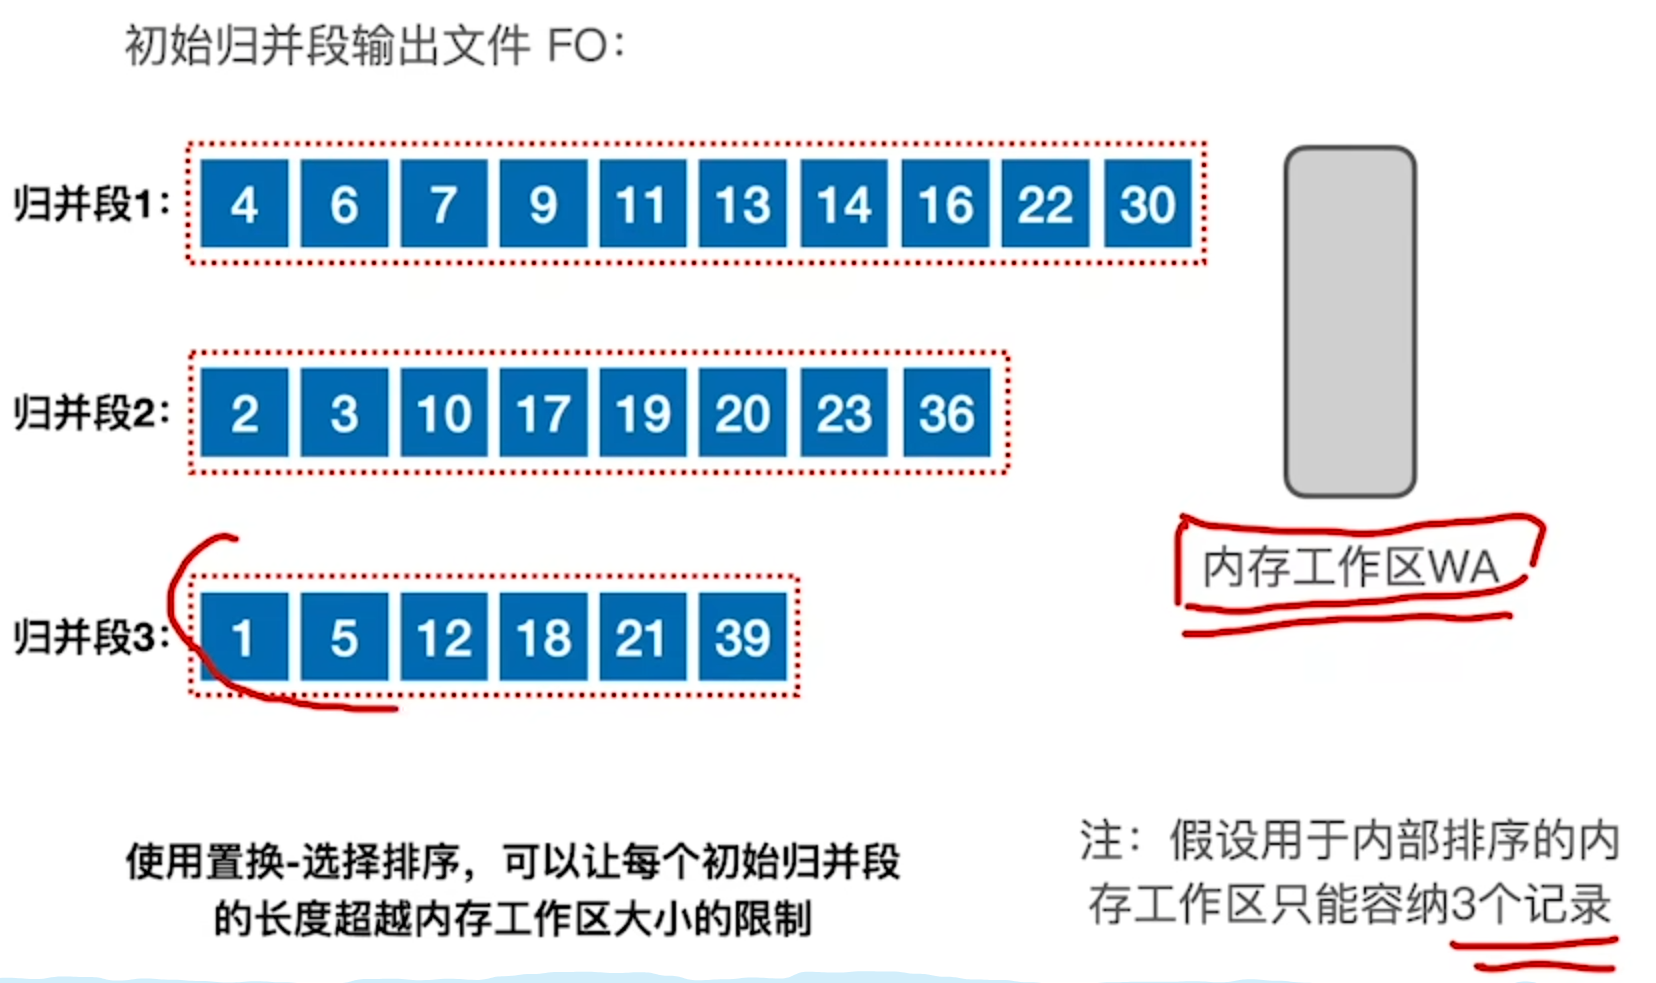 初始归并段输出文件 FO：
归并段1： 4 6 7 9 11 13 14 16 22 30
归并段2： 2 3 10 17 19 20 23 36
内存工作区WA
归并段3： 1 5 12 18 21 39
使用置换-选择排序，可以让每个初始归并段
的长度超越内存工作区大小的限制
注：假设用于内部排序的内
存工作区只能容纳3个记录